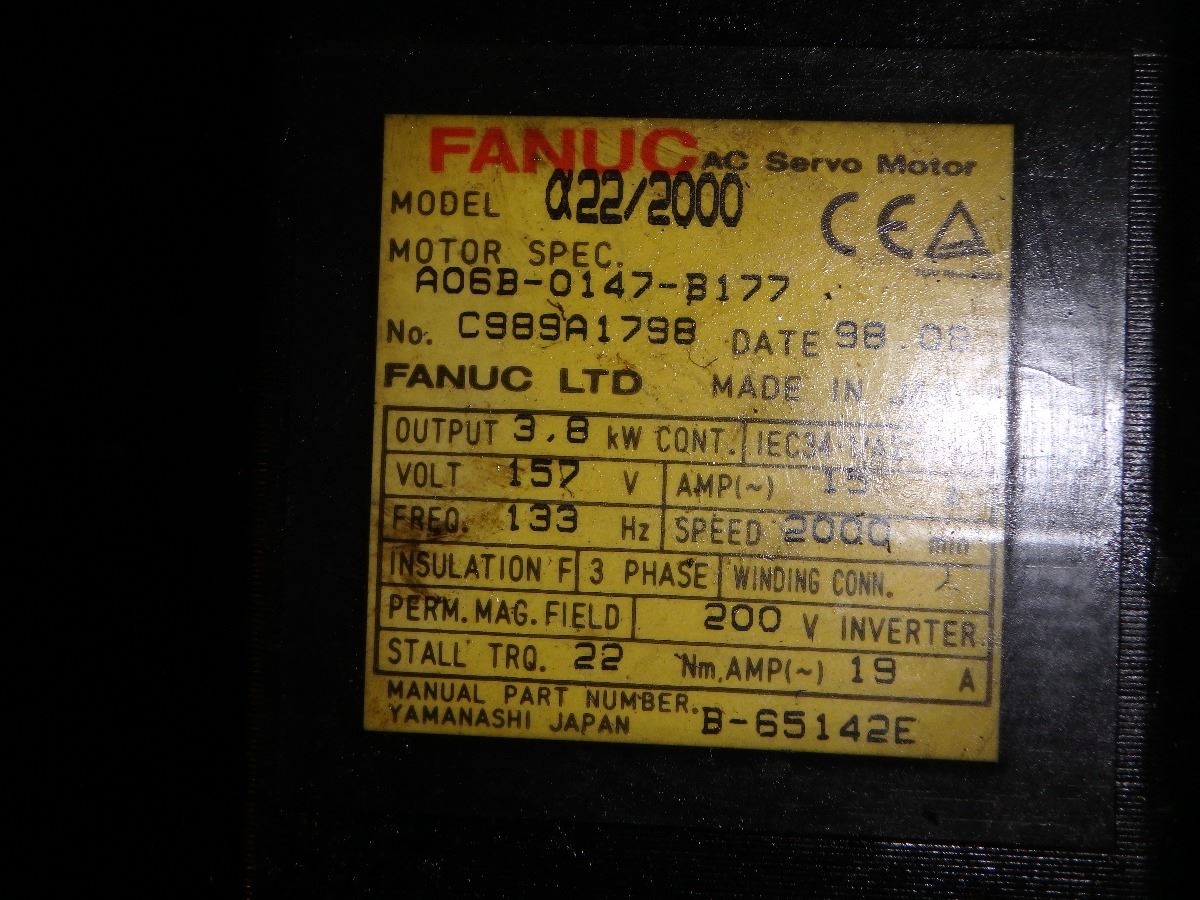 FANUC AC Servo Motor
MODEL α22/2000
CE
MOTOR SPEC.
A06B-0147-B177
No. C989A1798 DATE 98.08
FANUC LTD MADE IN
OUTPUT 3.8 kW CONT.
VOLT 157 V AMP(~) 15 A
FREQ. 133 Hz SPEED 2000 min
INSULATION F 3 PHASE WINDING CONN.
PERM. MAG. FIELD 200 V INVERTER
STALL TRQ. 22 Nm, AMP(~) 19 A
MANUAL PART NUMBER.
YAMANASHI JAPAN B-65142E